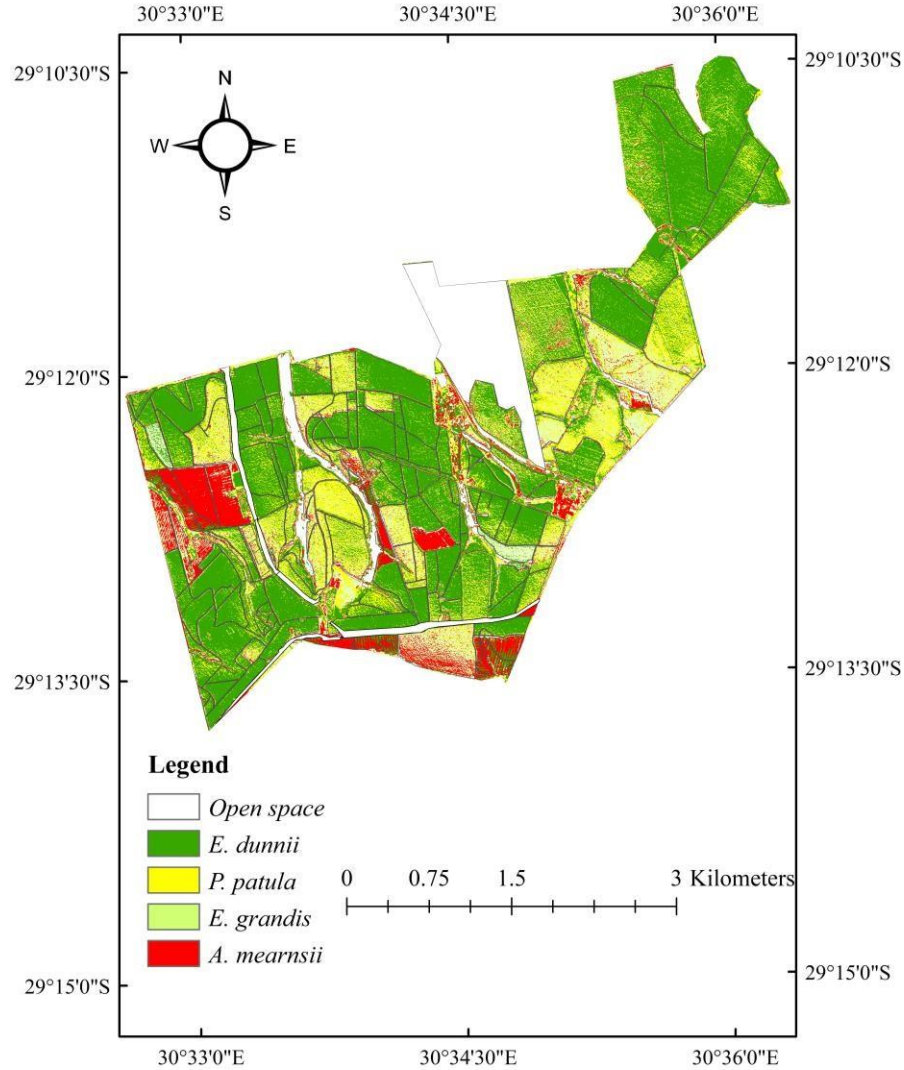 30°33'0"E 30°34'30"E 30°36'0"E
29°10'30"S 29°10'30"S
N
W E
S
29°12'0"S 29°12'0"S
29°13'30"S 29°13'30"S
Legend
Open space
E. dunnii
P. patula
E. grandis
A. mearnsii
0 0.75 1.5 3 Kilometers
29°15'0"S 29°15'0"S
30°33'0"E 30°34'30"E 30°36'0"E